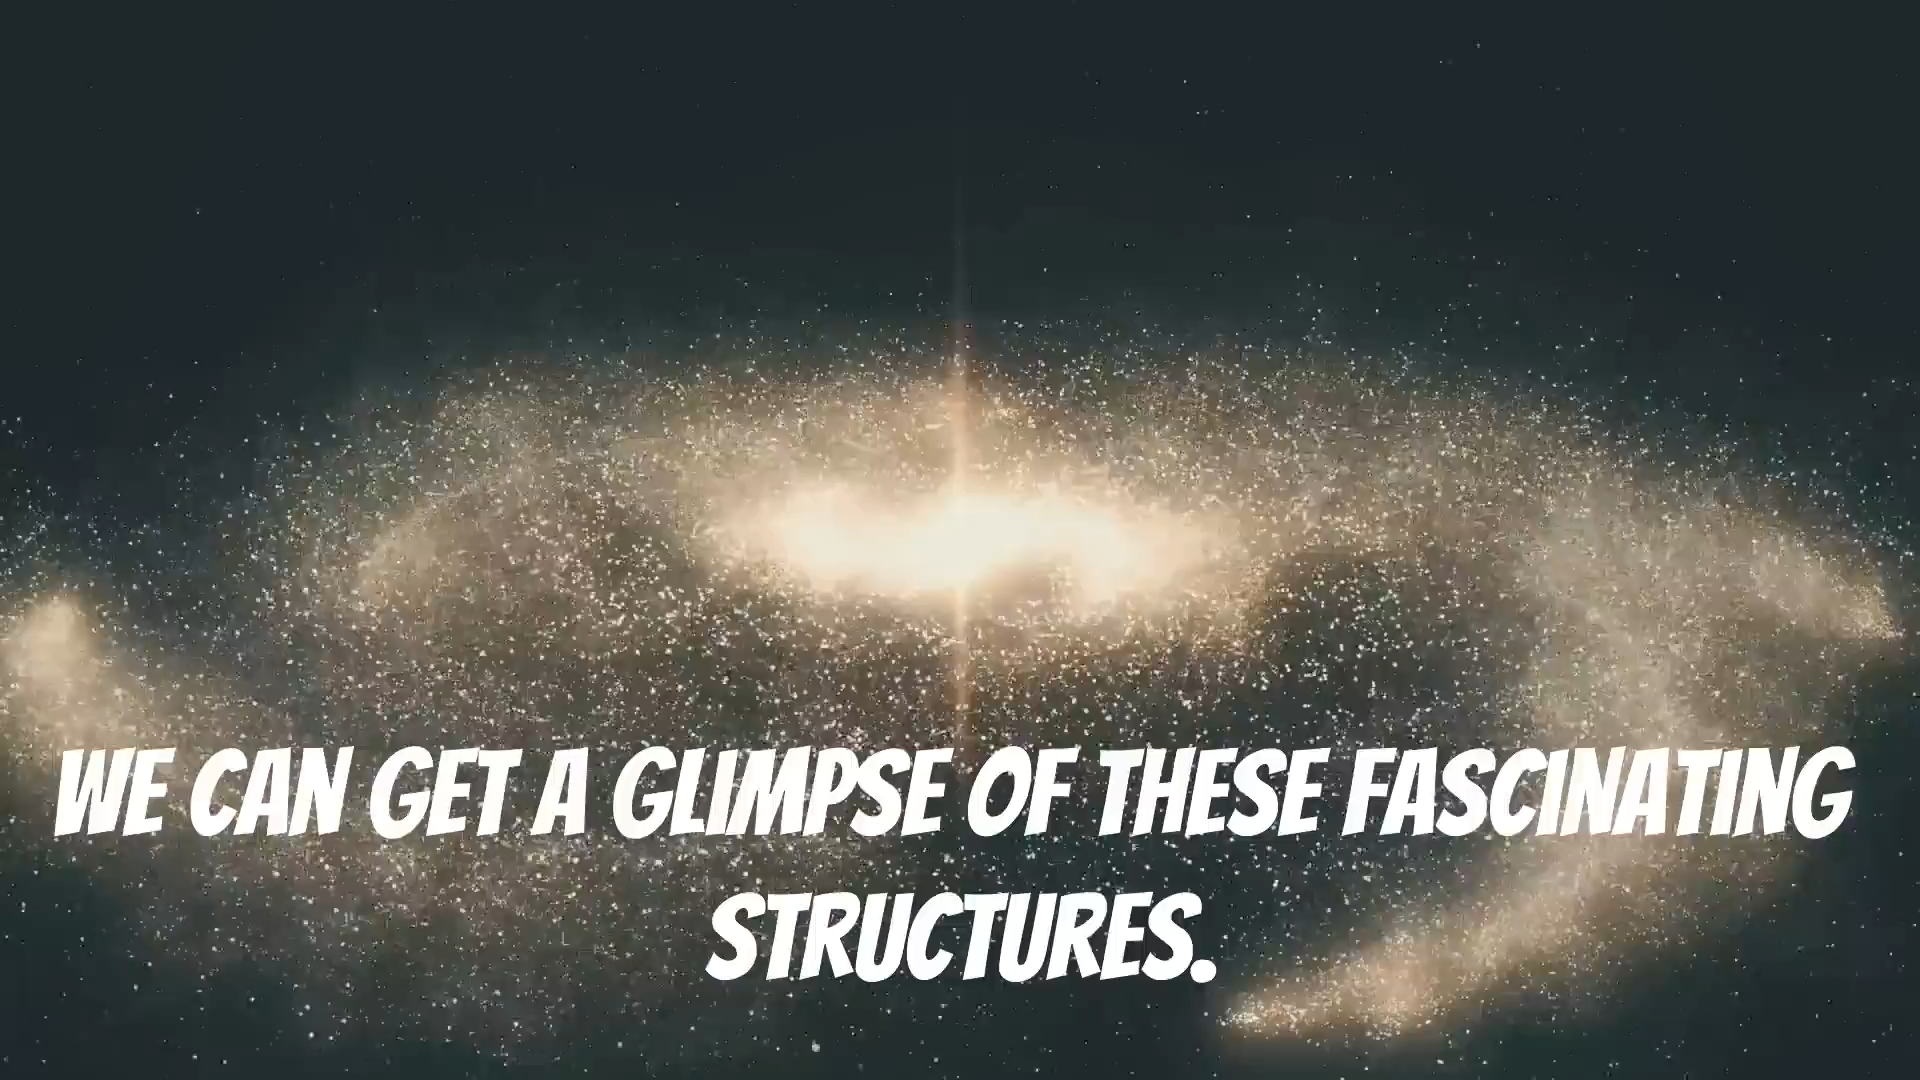 WE CAN GET A GLIMPSE OF THESE FASCINATING
STRUCTURES.